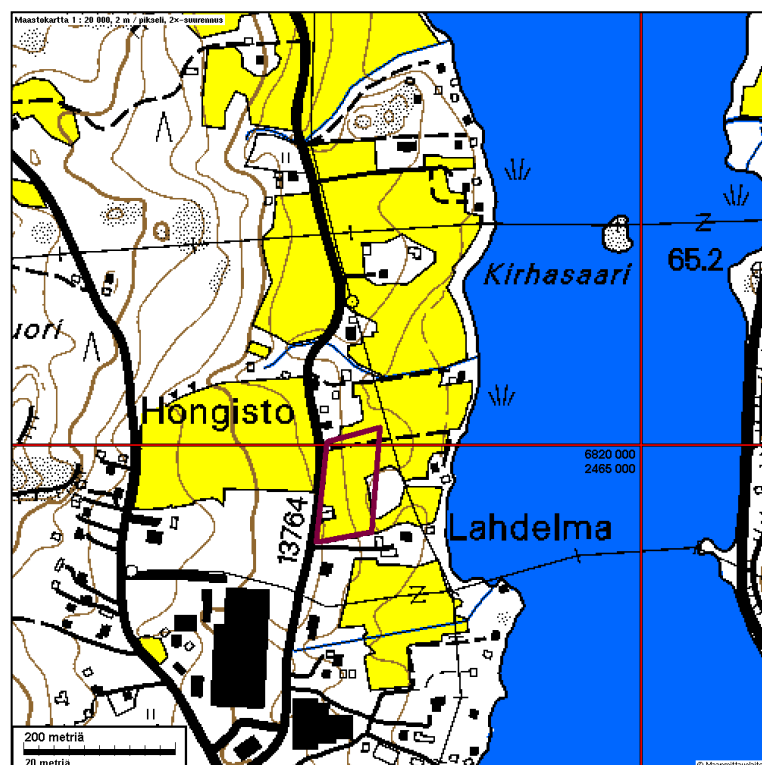 Maastokartta 1 : 20 000, 2 m / pikseli, 2×-suurennus
Kirhasaari
65.2
uori
Hongisto
6820 000
2465 000
13764
Lahdelma
200 metriä
20 metriä